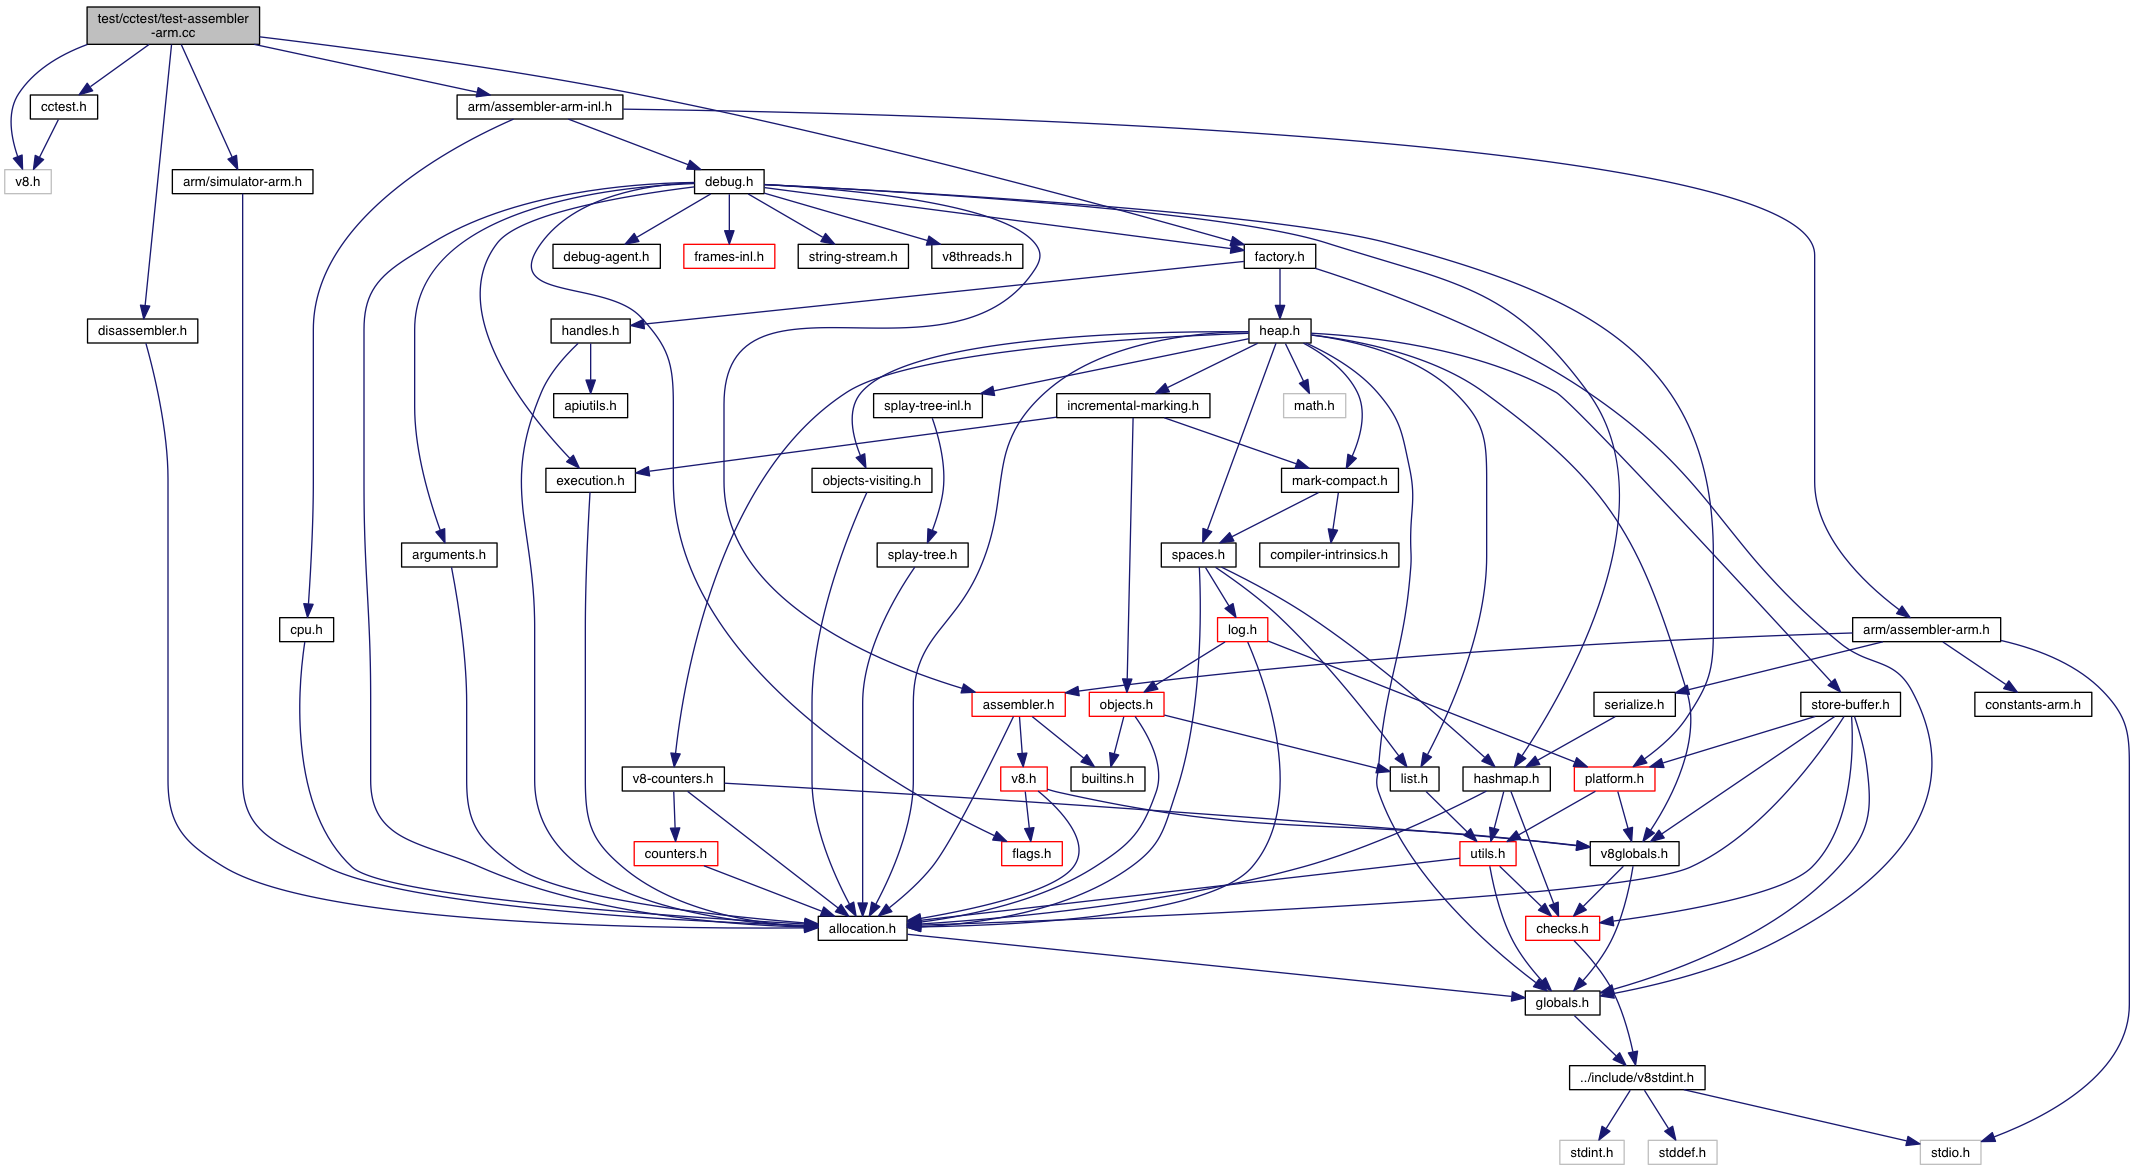 test/cctest/test-assembler
-arm.cc
cctest.h
arm/assembler-arm-inl.h
v8.h
arm/simulator-arm.h
debug.h
debug-agent.h
frames-inl.h
string-stream.h
v8threads.h
factory.h
disassembler.h
handles.h
heap.h
apiutils.h
splay-tree-inl.h
incremental-marking.h
math.h
execution.h
objects-visiting.h
mark-compact.h
arguments.h
splay-tree.h
spaces.h
compiler-intrinsics.h
cpu.h
log.h
arm/assembler-arm.h
assembler.h
objects.h
serialize.h
store-buffer.h
constants-arm.h
v8-counters.h
v8.h
builtins.h
list.h
hashmap.h
platform.h
counters.h
flags.h
utils.h
v8globals.h
allocation.h
checks.h
globals.h
../include/v8stdint.h
stdint.h
stddef.h
stdio.h